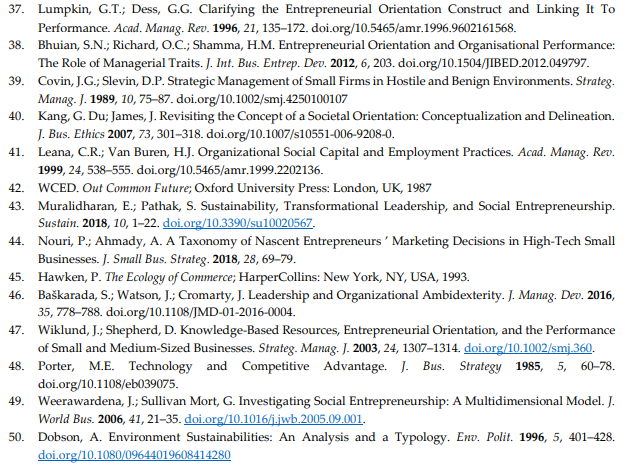 37. Lumpkin, G.T.; Dess, G.G. Clarifying the Entrepreneurial Orientation Construct and Linking It To
Performance. Acad. Manag. Rev. 1996, 21, 135–172. doi.org/10.5465/amr.1996.9602161568.
38. Bhuian, S.N.; Richard, O.C.; Shamma, H.M. Entrepreneurial Orientation and Organisational Performance:
The Role of Managerial Traits. J. Int. Bus. Entrep. Dev. 2012, 6, 203. doi.org/10.1504/JIBED.2012.049797.
39. Covin, J.G.; Slevin, D.P. Strategic Management of Small Firms in Hostile and Benign Environments. Strateg.
Manag. J. 1989, 10, 75–87. doi.org/10.1002/smj.4250100107
40. Kang, G. Du; James, J. Revisiting the Concept of a Societal Orientation: Conceptualization and Delineation.
J. Bus. Ethics 2007, 73, 301–318. doi.org/10.1007/s10551-006-9208-0.
41. Leana, C.R.; Van Buren, H.J. Organizational Social Capital and Employment Practices. Acad. Manag. Rev.
1999, 24, 538–555. doi.org/10.5465/amr.1999.2202136.
42. WCED. Out Common Future; Oxford University Press: London, UK, 1987
43. Muralidharan, E.; Pathak, S. Sustainability, Transformational Leadership, and Social Entrepreneurship.
Sustain. 2018, 10, 1–22. doi.org/10.3390/su10020567.
44. Nouri, P.; Ahmady, A. A Taxonomy of Nascent Entrepreneurs ’ Marketing Decisions in High-Tech Small
Businesses. J. Small Bus. Strateg. 2018, 28, 69–79.
45. Hawken, P. The Ecology of Commerce; HarperCollins: New York, NY, USA, 1993.
46. Baškarada, S.; Watson, J.; Cromarty, J. Leadership and Organizational Ambidexterity. J. Manag. Dev. 2016,
35, 778–788. doi.org/10.1108/JMD-01-2016-0004.
47. Wiklund, J.; Shepherd, D. Knowledge-Based Resources, Entrepreneurial Orientation, and the Performance
of Small and Medium-Sized Businesses. Strateg. Manag. J. 2003, 24, 1307–1314. doi.org/10.1002/smj.360.
48. Porter, M.E. Technology and Competitive Advantage. J. Bus. Strategy 1985, 5, 60–78.
doi.org/10.1108/eb039075.
49. Weerawardena, J.; Sullivan Mort, G. Investigating Social Entrepreneurship: A Multidimensional Model. J.
World Bus. 2006, 41, 21–35. doi.org/10.1016/j.jwb.2005.09.001.
50. Dobson, A. Environment Sustainabilities: An Analysis and a Typology. Env. Polit. 1996, 5, 401–428.
doi.org/10.1080/09644019608414280